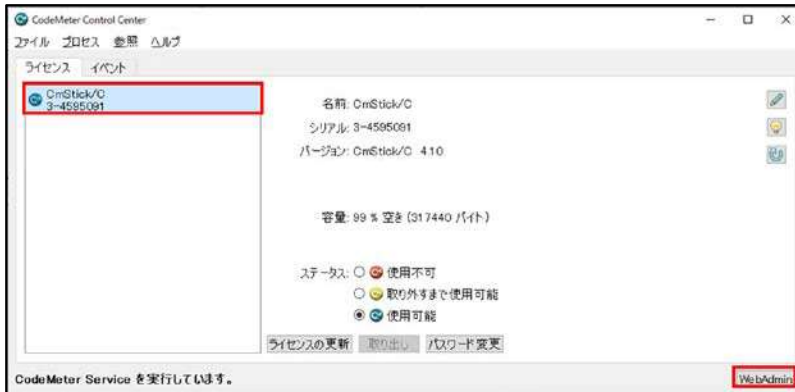 CodeMeter Control Center
ファイル プロセス 参照 ヘルプ
ライセンス イベント
CmStick/C
3-4595091
名前: CmStick/C
シリアル: 3-4595091
バージョン: CmStick/C 4.10
容量: 99 % 空き (317440 バイト)
ステータス: 使用不可
取り外すまで使用可能
使用可能
ライセンスの更新 取り出し パスワード変更
CodeMeter Service を実行しています。 WebAdmin